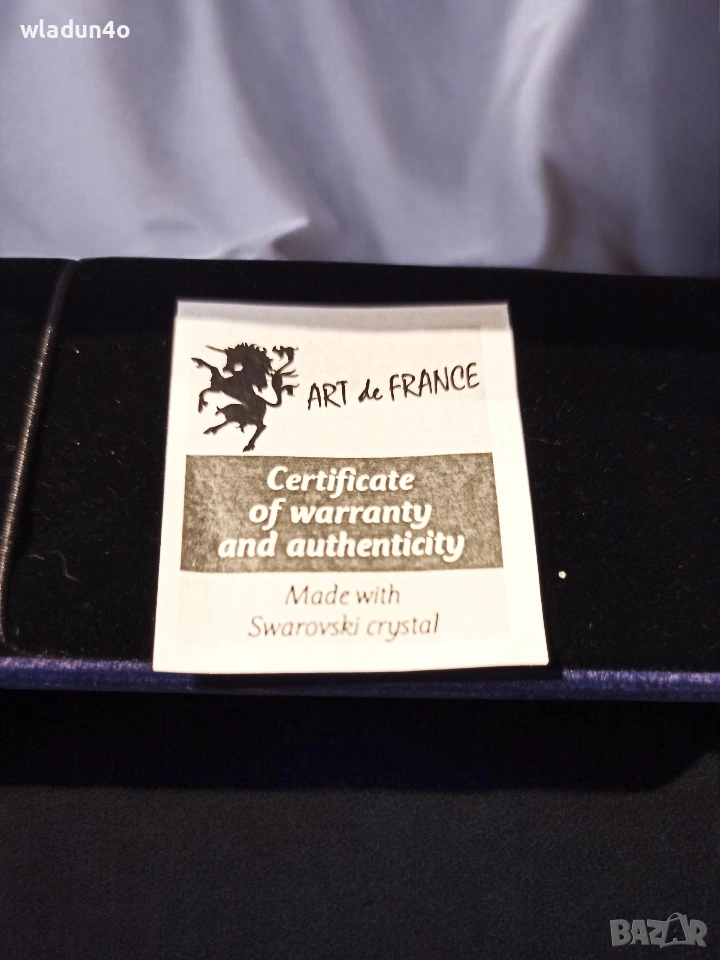 wladun4o
ART de FRANCE
Certificate
of warranty
and authenticity
Made with
Swarovski crystal
BAZAR